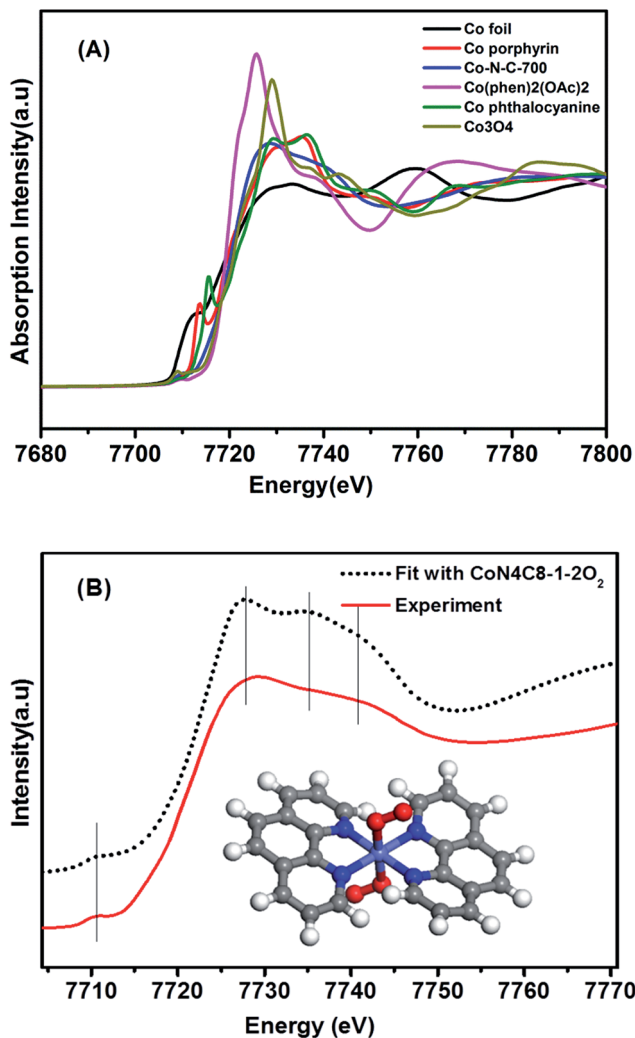 (A)
Co foil
Co porphyrin
Co-N-C-700
Co(phen)2(OAc)2
Co phthalocyanine
Co3O4
Absorption Intensity(a.u)
7680 7700 7720 7740 7760 7780 7800
Energy(eV)
(B)
Fit with CoN4C8-1-2O₂
Experiment
Intensity(a.u)
7710 7720 7730 7740 7750 7760 7770
Energy (eV)